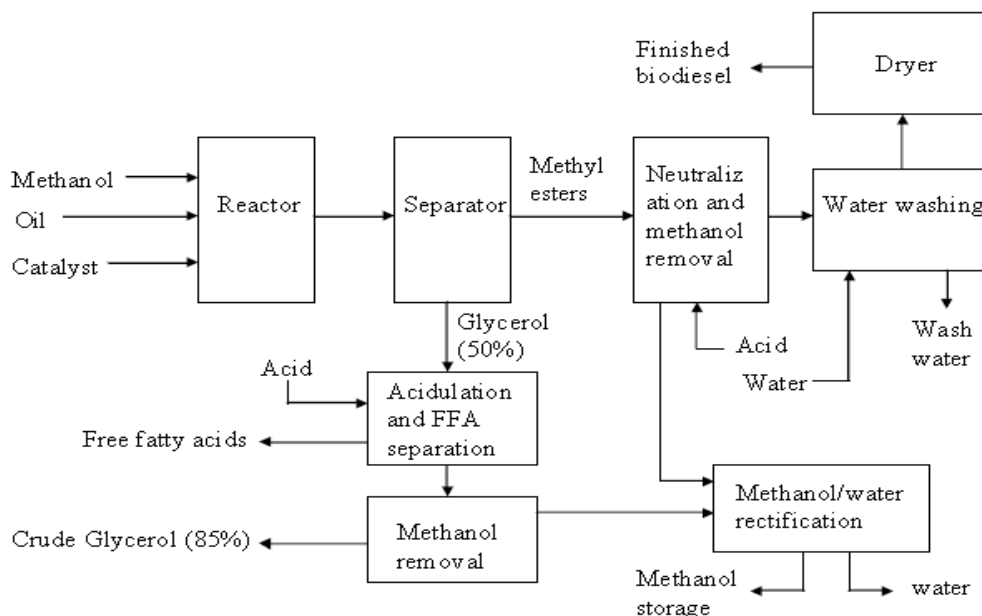 Finished
biodiesel
Dryer
Methanol
Oil
Catalyst
Reactor
Separator
Methyl
esters
Neutraliz
ation and
methanol
removal
Water washing
Glycerol
(50%)
Acid
Water
Wash
water
Acid
Acidulation
and FFA
separation
Free fatty acids
Methanol/water
rectification
Crude Glycerol (85%)
Methanol
removal
Methanol
storage
water